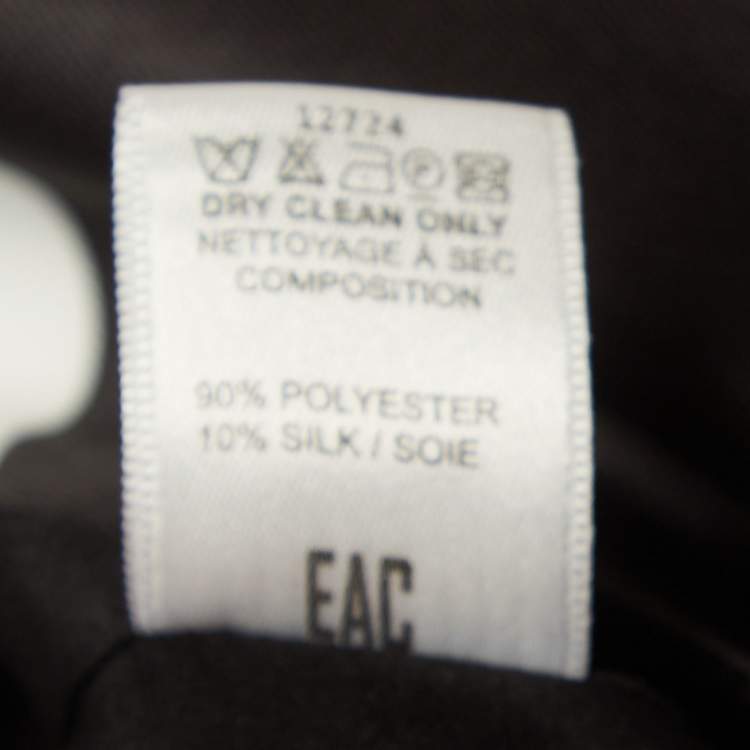 12724
DRY CLEAN ONLY
NETTOYAGE À SEC
COMPOSITION
90% POLYESTER
10% SILK / SOIE
EAC